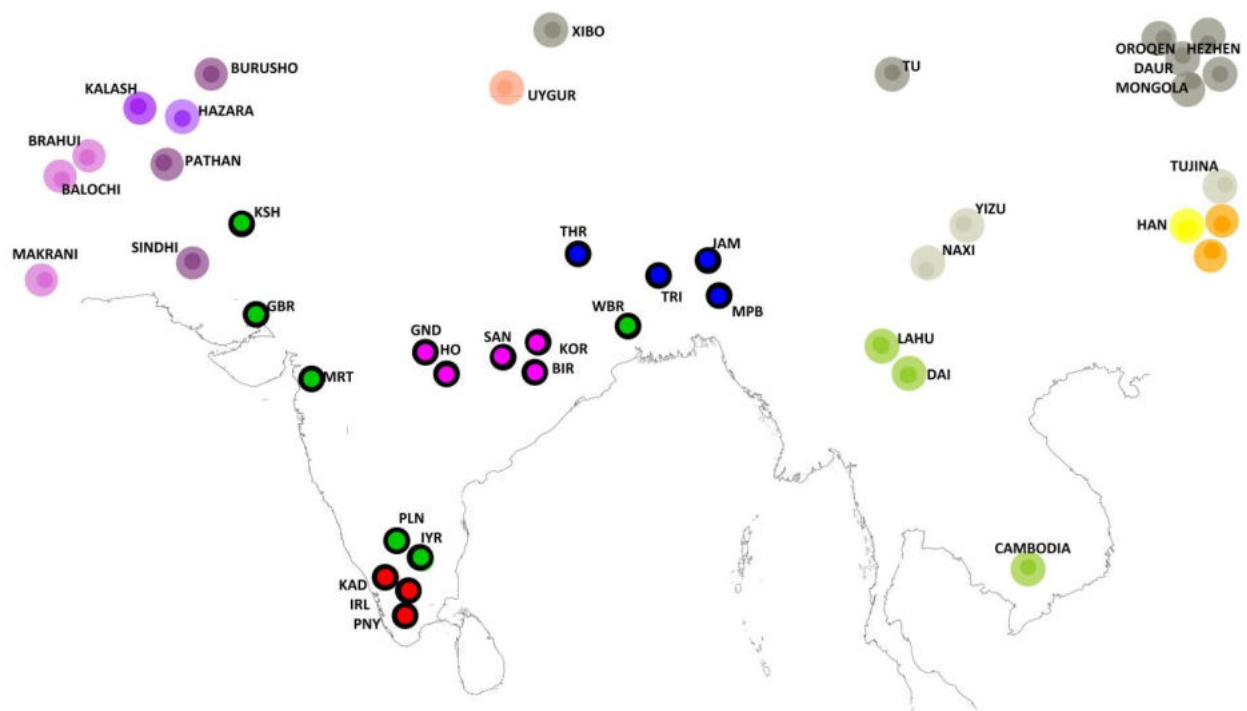 XIBO
OROQEN HEZHEN
BURUSHO
TU
DAUR
KALASH
UYGUR
MONGOLA
HAZARA
BRAHUI
PATHAN
TUJINA
BALOCHI
YIZU
KSH
HAN
THR
JAM
SINDHI
NAXI
MAKRANI
TRI
GBR
WBR
MPB
GND
SAN
LAHU
HO
KOR
BIR
DAI
MRT
PLN
IYR
CAMBODIA
KAD
IRL
PNY